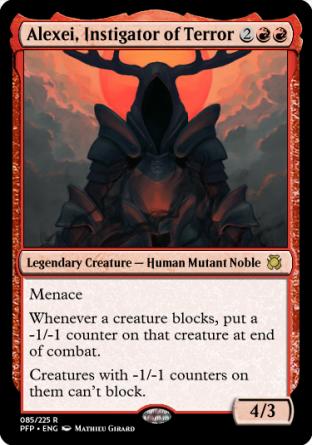 Alexei, Instigator of Terror 2
Legendary Creature — Human Mutant Noble
Menace
Whenever a creature blocks, put a
-1/-1 counter on that creature at end
of combat.
Creatures with -1/-1 counters on
them can't block.
4/3
085/225 R
PFP • ENG Mathieu Girard